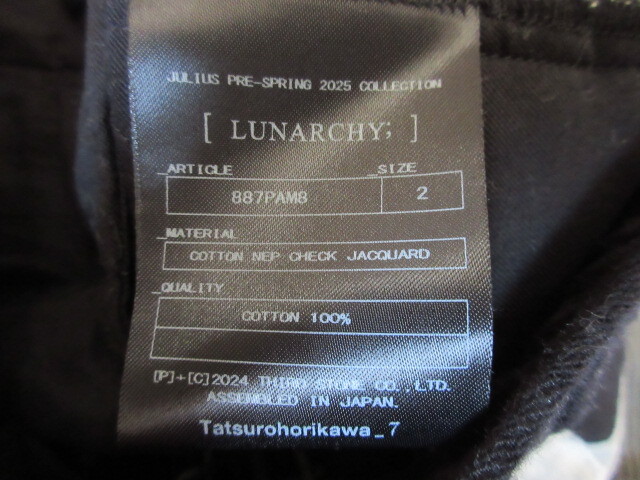 JULIUS PRE-SPRING 2025 COLLECTION
[ LUNARCHY; ]
_ARTICLE _SIZE
887PAM8 2
_MATERIAL
COTTON NEP CHECK JACQUARD
_QUALITY
COTTON 100%
[P]+[C]2024 THIRD STONE CO., LTD.
ASSEMBLED IN JAPAN.
Tatsurohorikawa_7